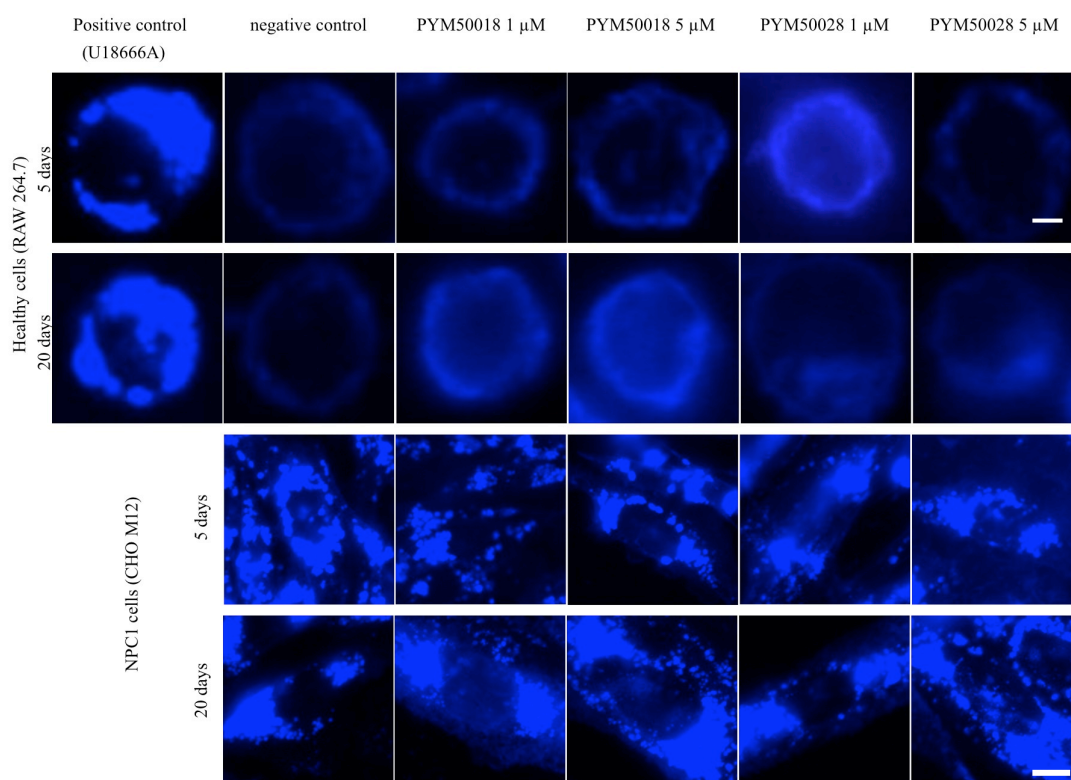 Positive control
(U18666A)
negative control
PYM50018 1 µM
PYM50018 5 µM
PYM50028 1 µM
PYM50028 5 µM
Healthy cells (RAW 264.7)
5 days
20 days
NPC1 cells (CHO M12)
5 days
20 days